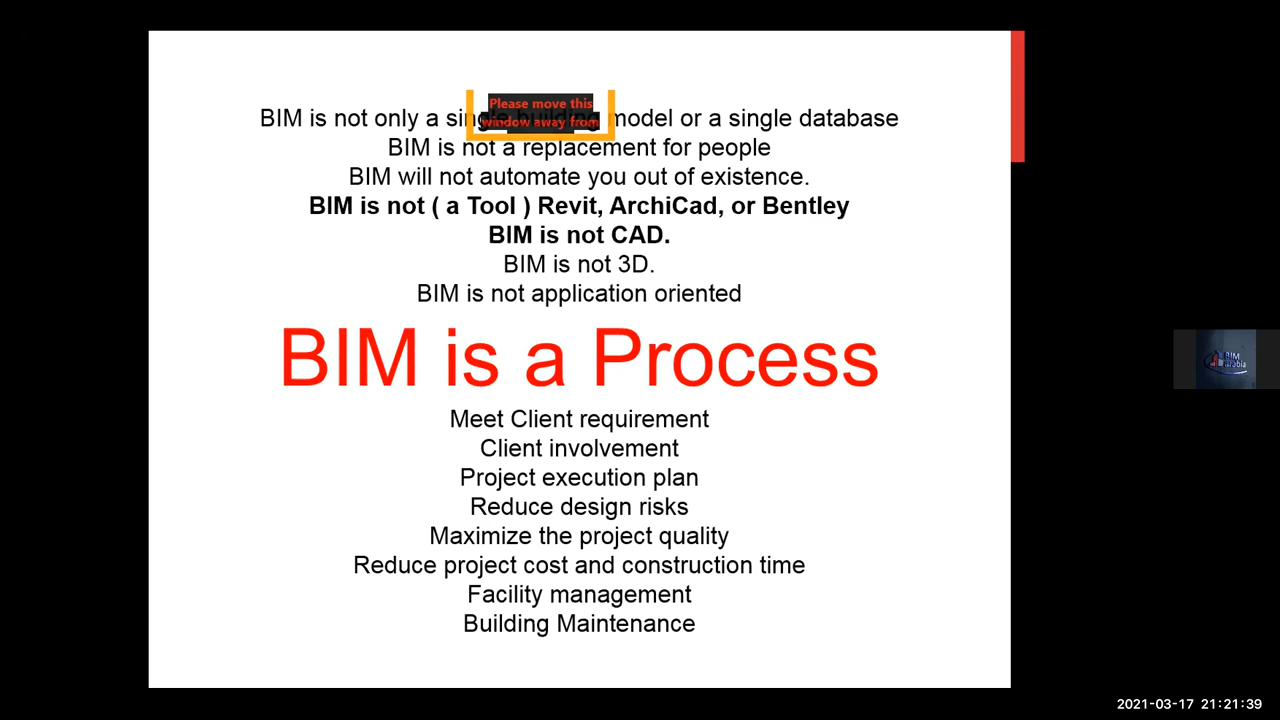 Please move this
window away from
BIM is not only a single building model or a single database
BIM is not a replacement for people
BIM will not automate you out of existence.
BIM is not ( a Tool ) Revit, ArchiCad, or Bentley
BIM is not CAD.
BIM is not 3D.
BIM is not application oriented
BIM is a Process
Meet Client requirement
Client involvement
Project execution plan
Reduce design risks
Maximize the project quality
Reduce project cost and construction time
Facility management
Building Maintenance
BIM
arabia
2021-03-17 21:21:39